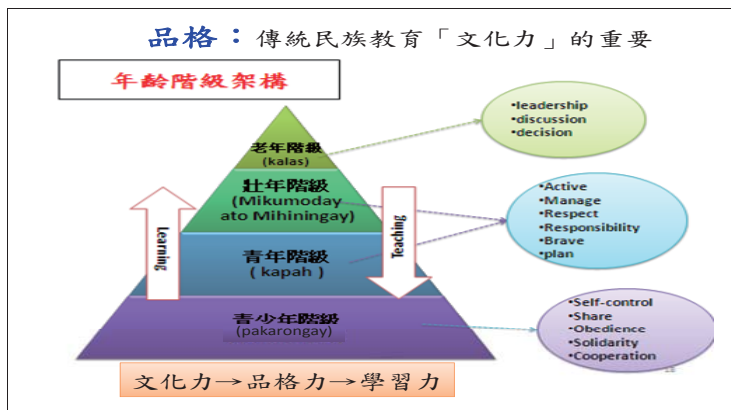 品格：傳統民族教育「文化力」的重要
年齡階級架構
老年階級
(kalas)
壯年階級
(Mikumoday
ato Mihiningay)
青年階級
( kapah )
青少年階級
(pakarongay)
Learning
Teaching
•leadership
•discussion
•decision
•Active
•Manage
•Respect
•Responsibility
•Brave
•plan
•Self-control
•Share
•Obedience
•Solidarity
•Cooperation
文化力→品格力→學習力